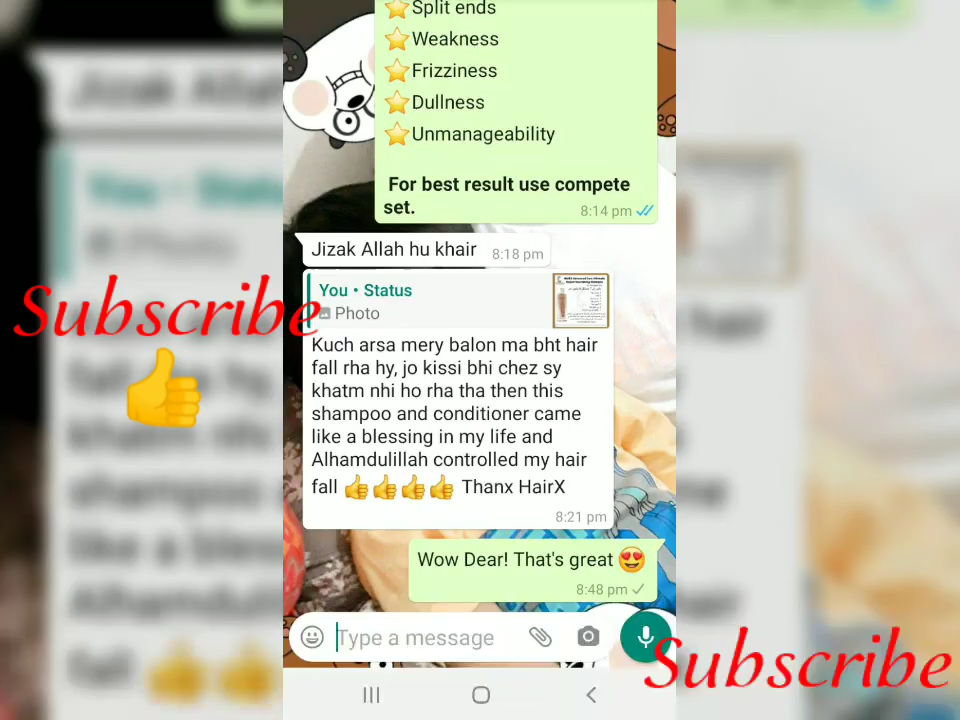 Split ends
Weakness
Frizziness
Dullness
Unmanageability
For best result use compete
set.
8:14 pm
Jizak Allah hu khair
8:18 pm
You • Status
Photo
Kuch arsa mery balon ma bht hair
fall rha hy, jo kissi bhi chez sy
khatm nhi ho rha tha then this
shampoo and conditioner came
like a blessing in my life and
Alhamdulillah controlled my hair
fall 👍👍👍👍 Thanx HairX
8:21 pm
Wow Dear! That's great 😍
8:48 pm
Type a message
Subscribe
Subscribe